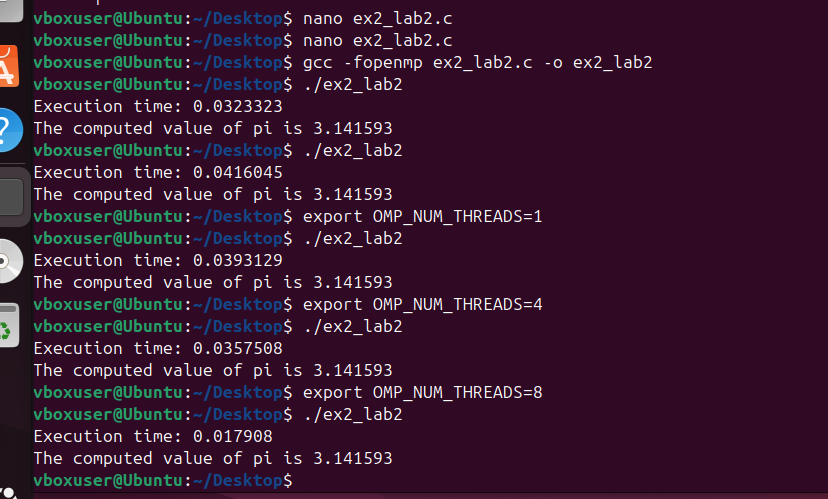 vboxuser@Ubuntu:~/Desktop$ nano ex2_lab2.c
vboxuser@Ubuntu:~/Desktop$ nano ex2_lab2.c
vboxuser@Ubuntu:~/Desktop$ gcc -fopenmp ex2_lab2.c -o ex2_lab2
vboxuser@Ubuntu:~/Desktop$ ./ex2_lab2
Execution time: 0.0323323
The computed value of pi is 3.141593
vboxuser@Ubuntu:~/Desktop$ ./ex2_lab2
Execution time: 0.0416045
The computed value of pi is 3.141593
vboxuser@Ubuntu:~/Desktop$ export OMP_NUM_THREADS=1
vboxuser@Ubuntu:~/Desktop$ ./ex2_lab2
Execution time: 0.0393129
The computed value of pi is 3.141593
vboxuser@Ubuntu:~/Desktop$ export OMP_NUM_THREADS=4
vboxuser@Ubuntu:~/Desktop$ ./ex2_lab2
Execution time: 0.0357508
The computed value of pi is 3.141593
vboxuser@Ubuntu:~/Desktop$ export OMP_NUM_THREADS=8
vboxuser@Ubuntu:~/Desktop$ ./ex2_lab2
Execution time: 0.017908
The computed value of pi is 3.141593
vboxuser@Ubuntu:~/Desktop$